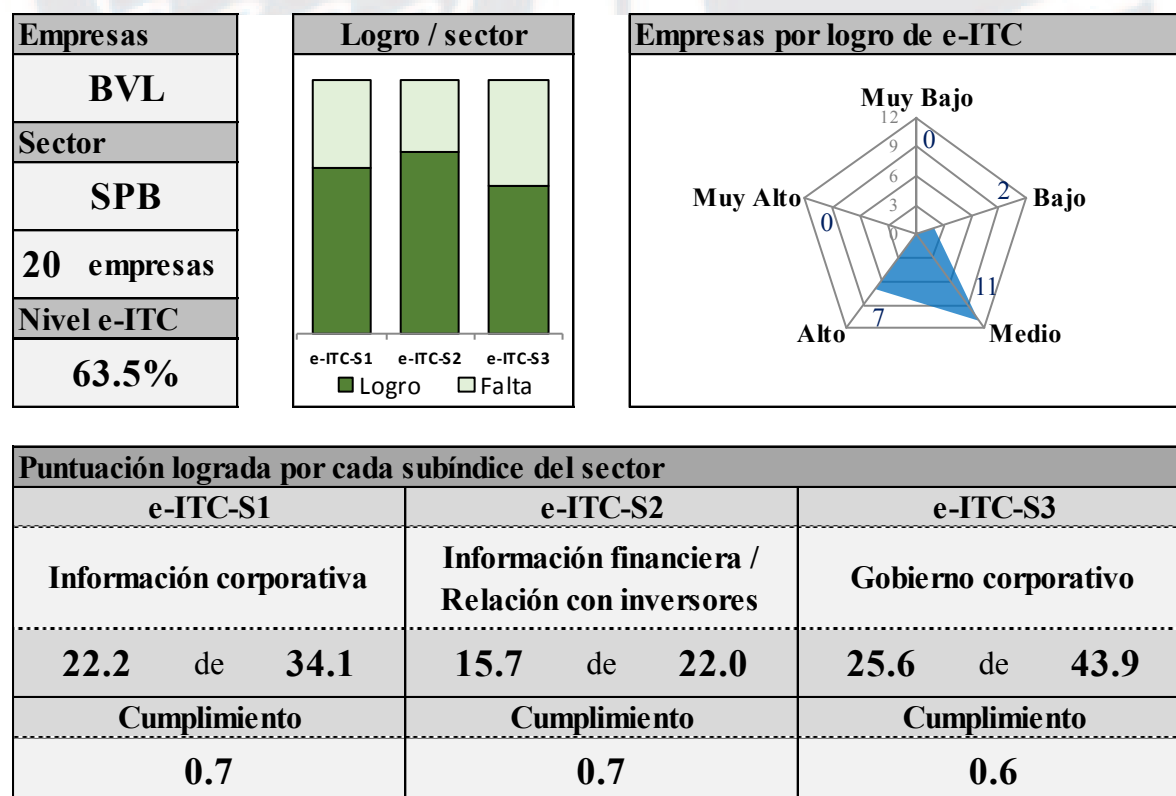 Empresas
BVL
Sector
SPB
20 empresas
Nivel e-ITC
63.5%
Logro / sector
e-ITC-S1 e-ITC-S2 e-ITC-S3
Logro Falta
Empresas por logro de e-ITC
Muy Bajo
12
0
9
6
3
0
Muy Alto
0
2
Bajo
11
7
Alto
Medio
Puntuación lograda por cada subíndice del sector
e-ITC-S1 e-ITC-S2 e-ITC-S3
Información corporativa
Información financiera /
Relación con inversores
Gobierno corporativo
22.2 de 34.1 15.7 de 22.0 25.6 de 43.9
Cumplimiento Cumplimiento Cumplimiento
0.7 0.7 0.6